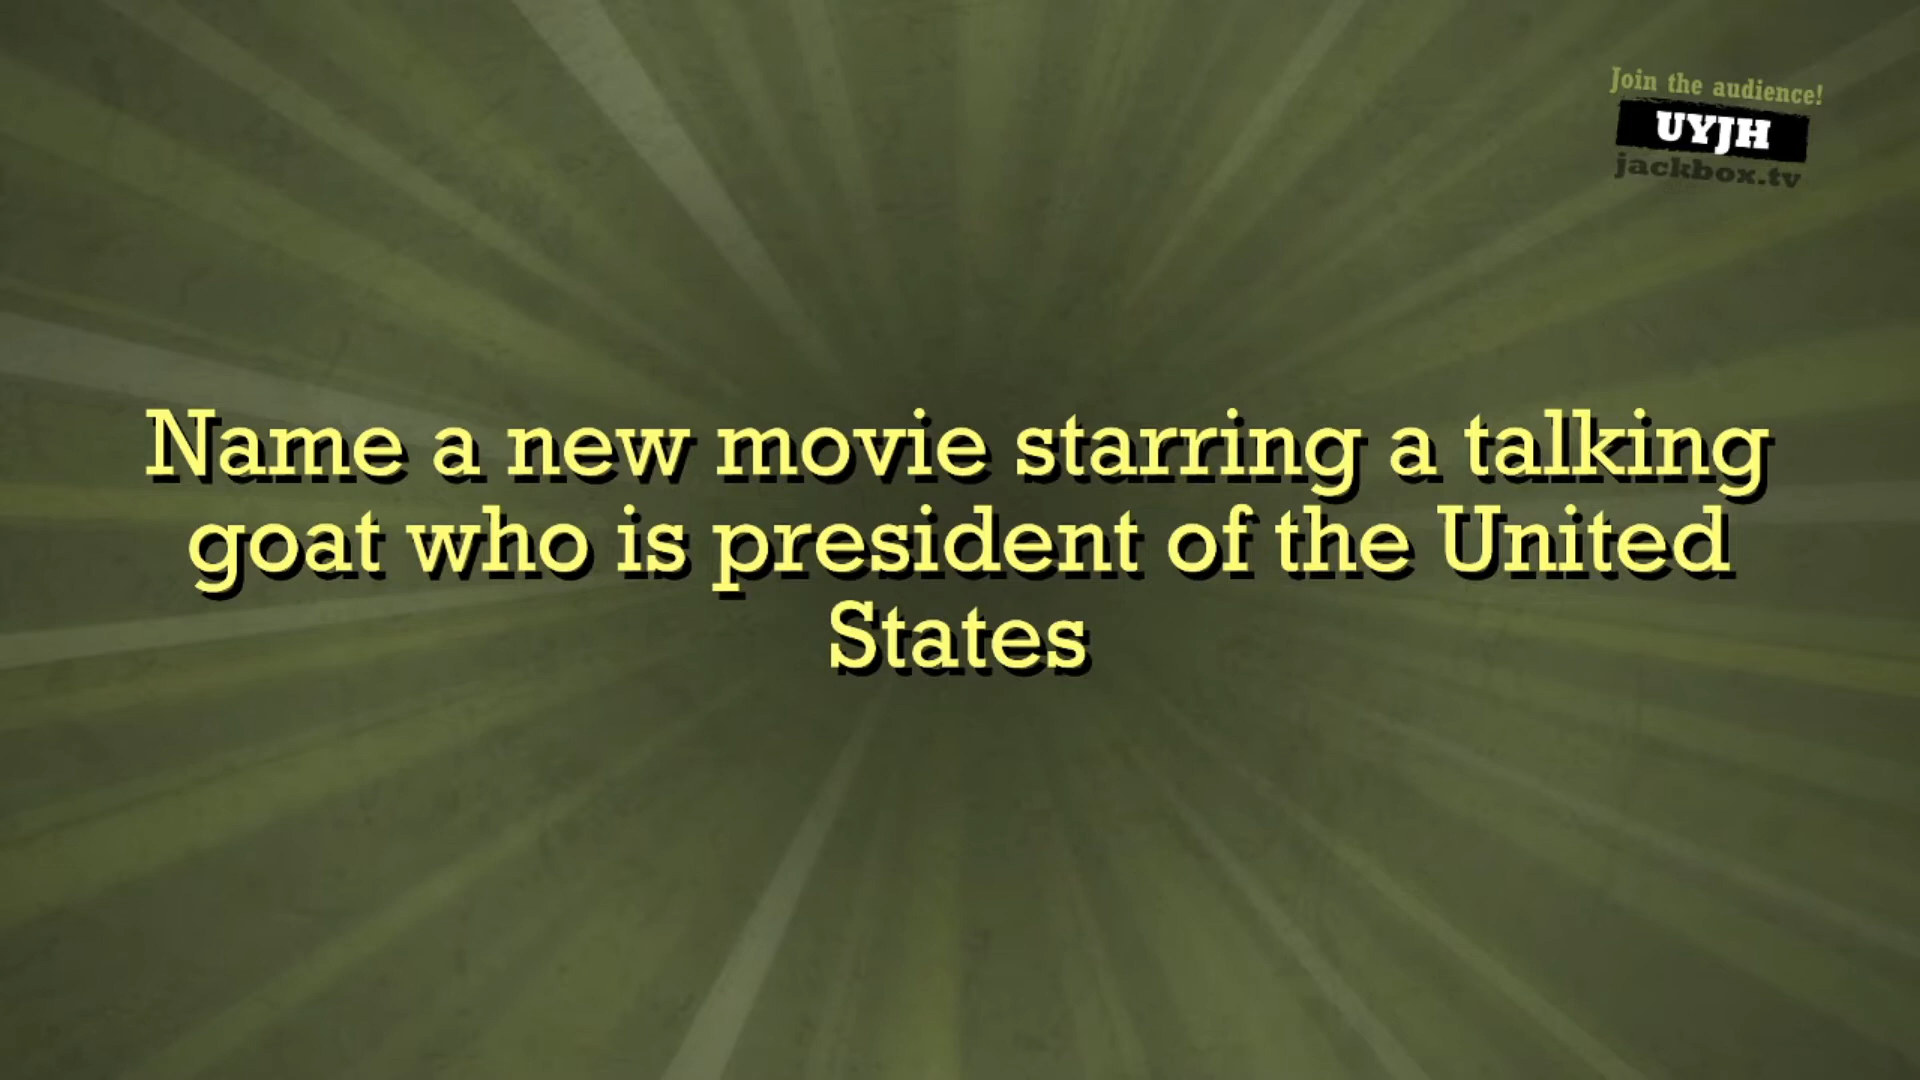 Join the audience!
UYJH
jackbox.tv
Name a new movie starring a talking
goat who is president of the United
States